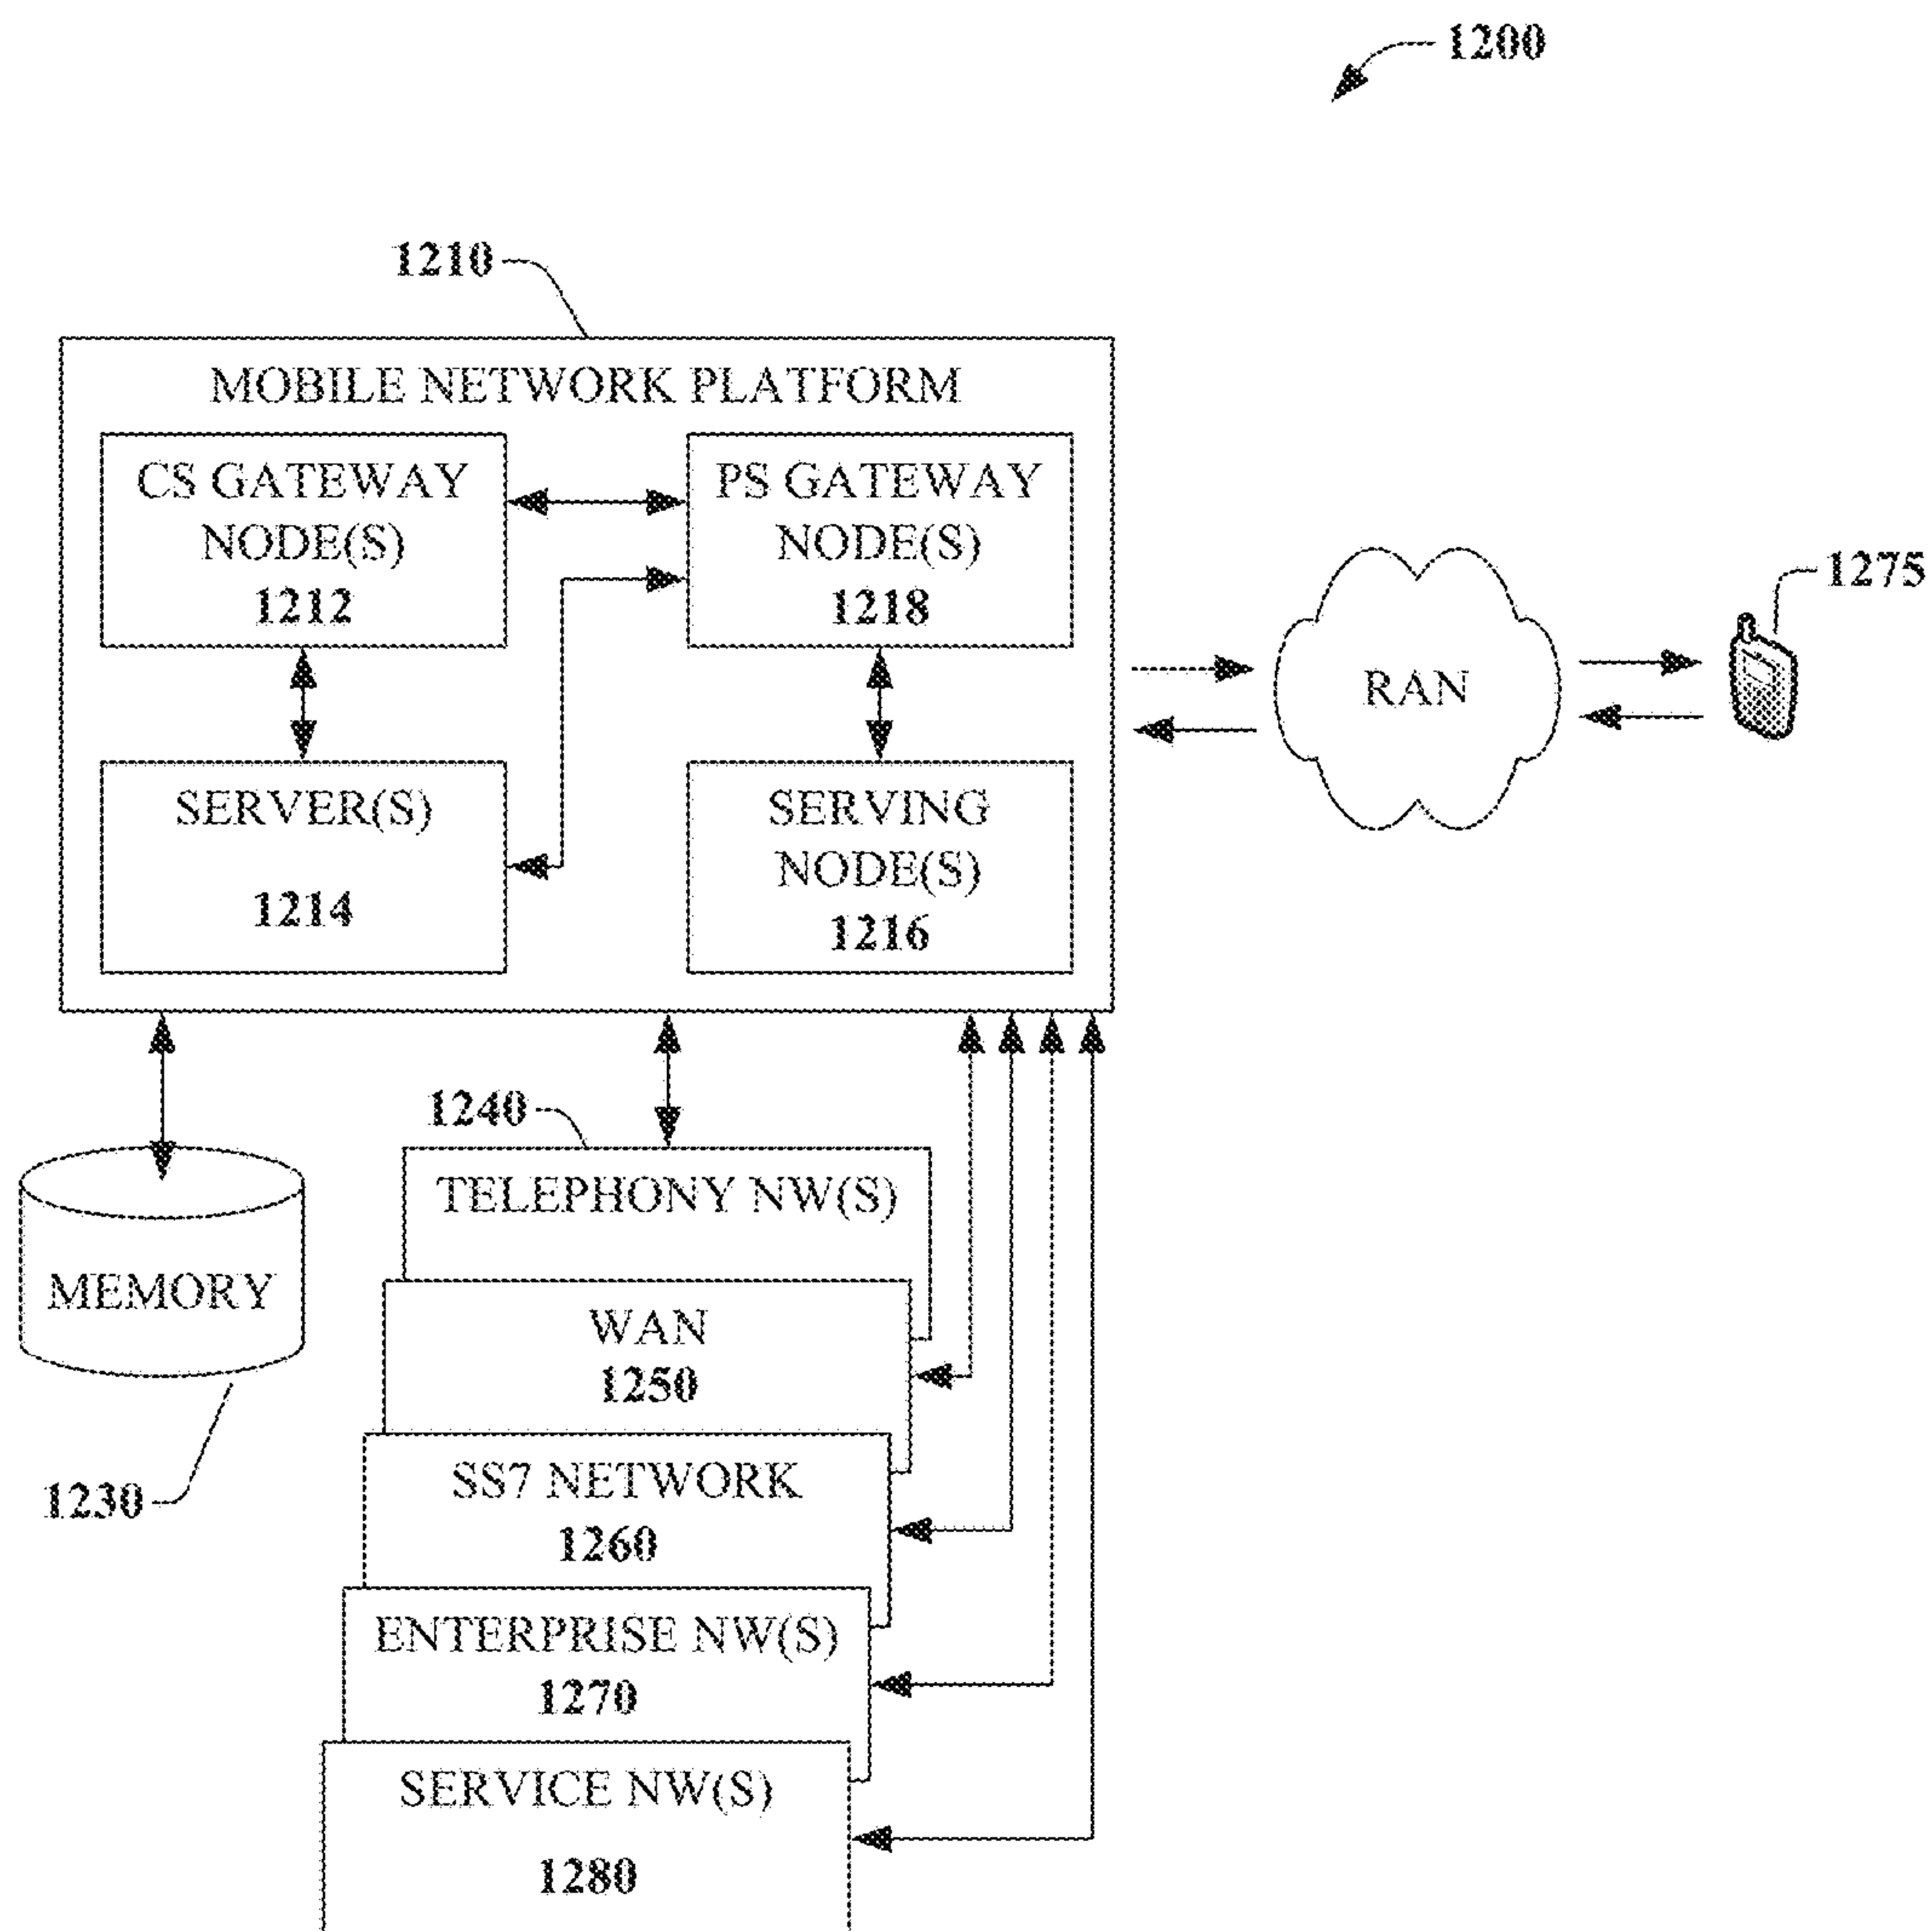 1200
1210
MOBILE NETWORK PLATFORM
CS GATEWAY
NODE(S)
1212
PS GATEWAY
NODE(S)
1218
SERVER(S)
1214
SERVING
NODE(S)
1216
RAN
1275
1240
TELEPHONY NW(S)
MEMORY
1230
WAN
1250
SS7 NETWORK
1260
ENTERPRISE NW(S)
1270
SERVICE NW(S)
1280